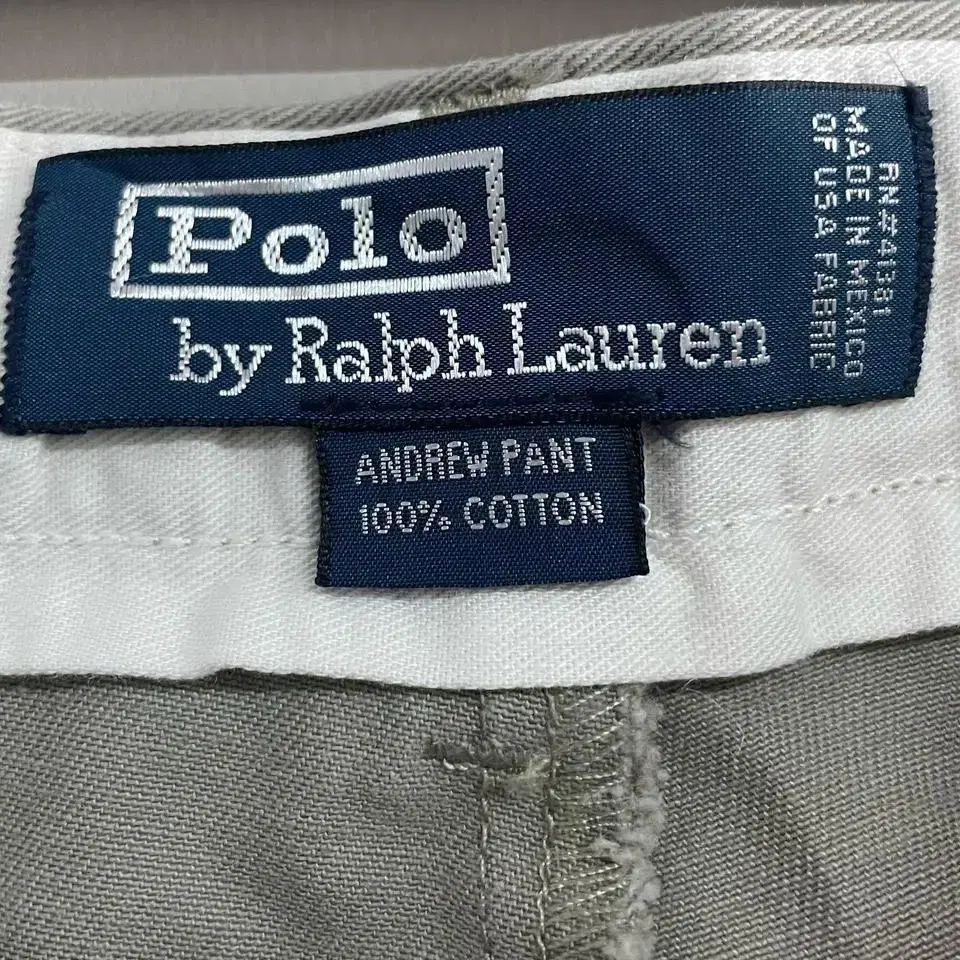 Polo
by Ralph Lauren
RN#41381
MADE IN MEXICO
OF USA FABRIC
ANDREW PANT
100% COTTON